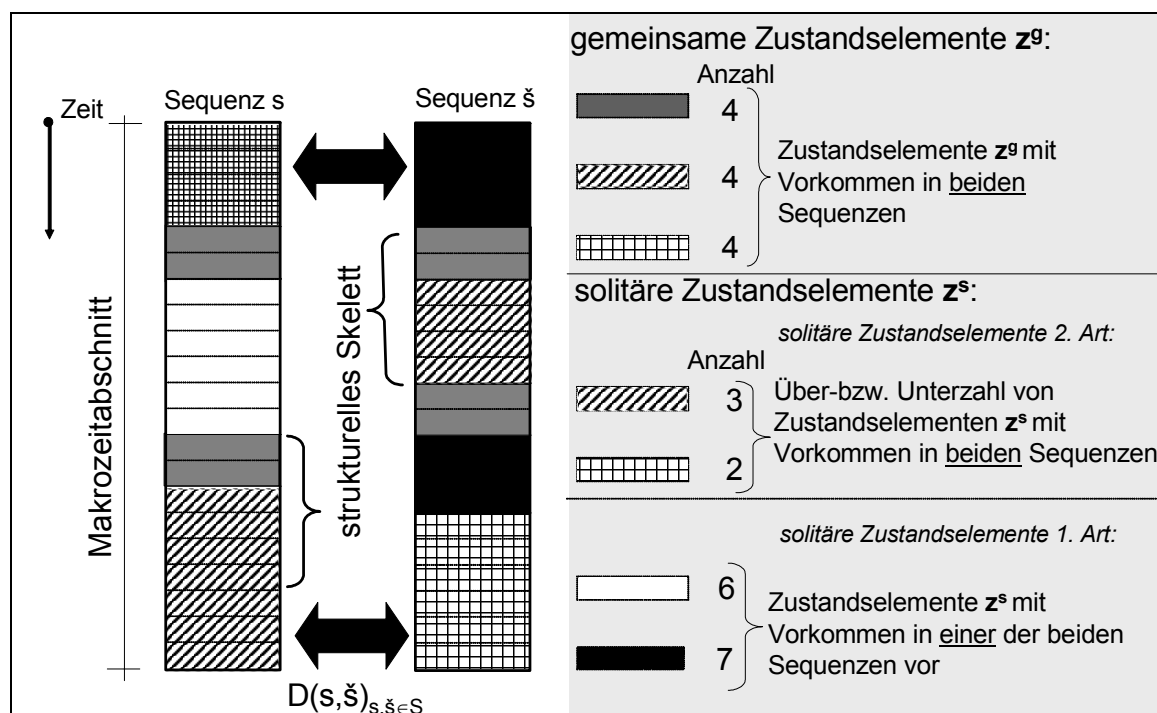 Zeit
Sequenz s
Sequenz š
Makrozeitabschnitt
strukturelles Skelett
D(s,š)s,š∈S
gemeinsame Zustandselemente zg:
Anzahl
4
4
4
Zustandselemente zg mit
Vorkommen in beiden
Sequenzen
solitäre Zustandselemente zs:
solitäre Zustandselemente 2. Art:
Anzahl
3
2
Über-bzw. Unterzahl von
Zustandselementen zs mit
Vorkommen in beiden Sequenzen
solitäre Zustandselemente 1. Art:
6
7
Zustandselemente zs mit
Vorkommen in einer der beiden
Sequenzen vor